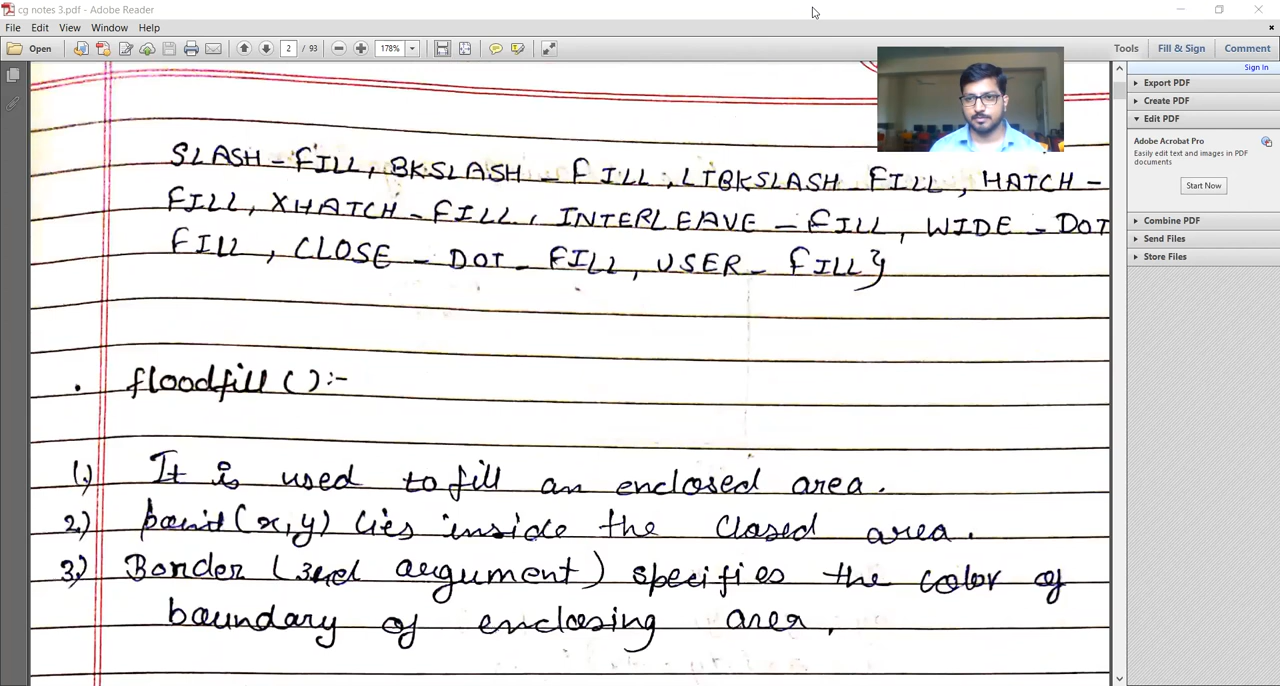 cg notes 3.pdf - Adobe Reader
File Edit View Window Help
Open 2 / 93 178% Tools Fill & Sign Comment
Sign In
Export PDF
Create PDF
Edit PDF
Adobe Acrobat Pro
Easily edit text and images in PDF
documents
Start Now
Combine PDF
Send Files
Store Files
SLASH-FILL, BKSLASH-FILL, LTBKSLASH-FILL, HATCH-
FILL, XHATCH-FILL, INTERLEAVE-FILL, WIDE-DOT
FILL, CLOSE-DOT-FILL, USER-FILL}
. floodfill():-
1.) It is used to fill an enclosed area.
2.) point (x,y) lies inside the closed area.
3.) Border (3rd argument) specifies the color of
boundary of enclosing area.